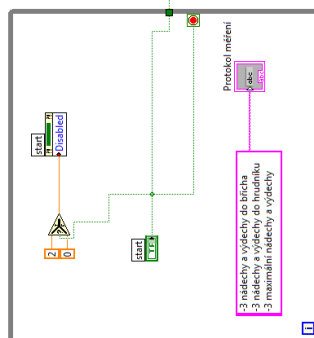 Protokol měření
abc
start
Disabled
-3 nádechy a výdechy do břicha
-3 nádechy a výdechy do hrudníku
-3 maximální nádechy a výdechy
start
TF
2
0
i